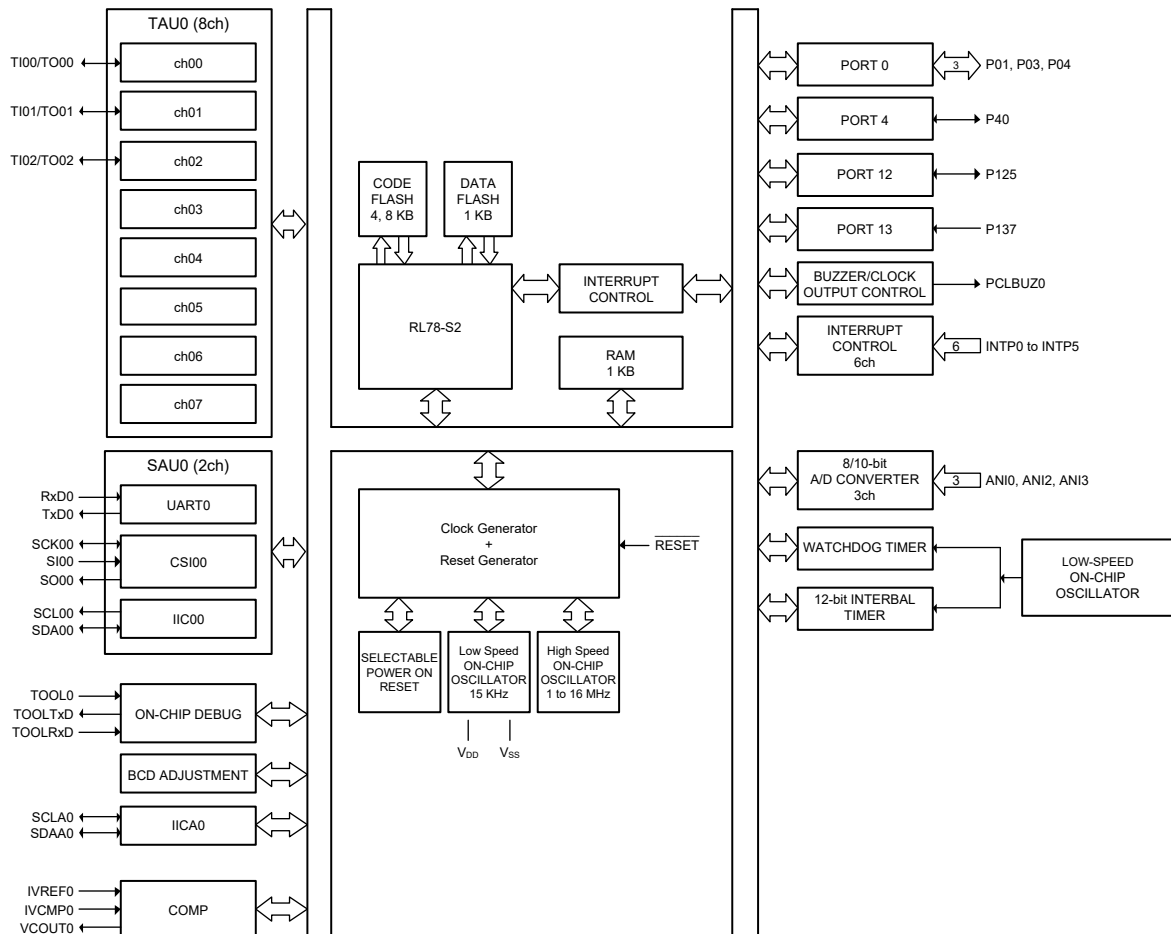 TAU0 (8ch)
TI00/TO00
ch00
TI01/TO01
ch01
TI02/TO02
ch02
ch03
ch04
ch05
ch06
ch07
SAU0 (2ch)
RxD0
TxD0
UART0
SCK00
SI00
SO00
CSI00
SCL00
SDA00
IIC00
TOOL0
TOOLTxD
TOOLRxD
ON-CHIP DEBUG
BCD ADJUSTMENT
SCLA0
SDAA0
IICA0
IVREF0
IVCMP0
VCOUT0
COMP
CODE
FLASH
4, 8 KB
DATA
FLASH
1 KB
RL78-S2
INTERRUPT
CONTROL
RAM
1 KB
Clock Generator
+
Reset Generator
RESET
SELECTABLE
POWER ON
RESET
Low Speed
ON-CHIP
OSCILLATOR
15 KHz
High Speed
ON-CHIP
OSCILLATOR
1 to 16 MHz
VDD
VSS
PORT 0
3
P01, P03, P04
PORT 4
P40
PORT 12
P125
PORT 13
P137
BUZZER/CLOCK
OUTPUT CONTROL
PCLBUZ0
INTERRUPT
CONTROL
6ch
6
INTP0 to INTP5
8/10-bit
A/D CONVERTER
3ch
3
ANI0, ANI2, ANI3
WATCHDOG TIMER
12-bit INTERBAL
TIMER
LOW-SPEED
ON-CHIP
OSCILLATOR